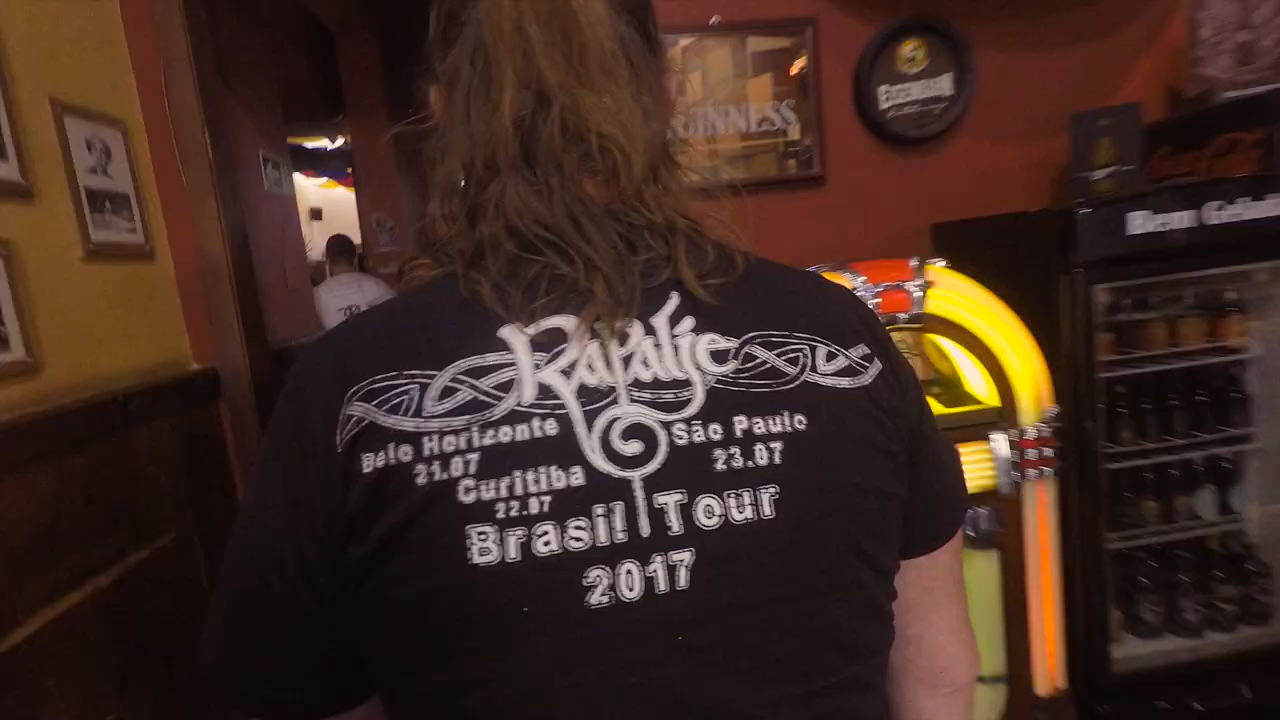 GUINNESS
Rapalje
Belo Horizonte
21.07
São Paulo
23.07
Curitiba
22.07
Brasil Tour
2017